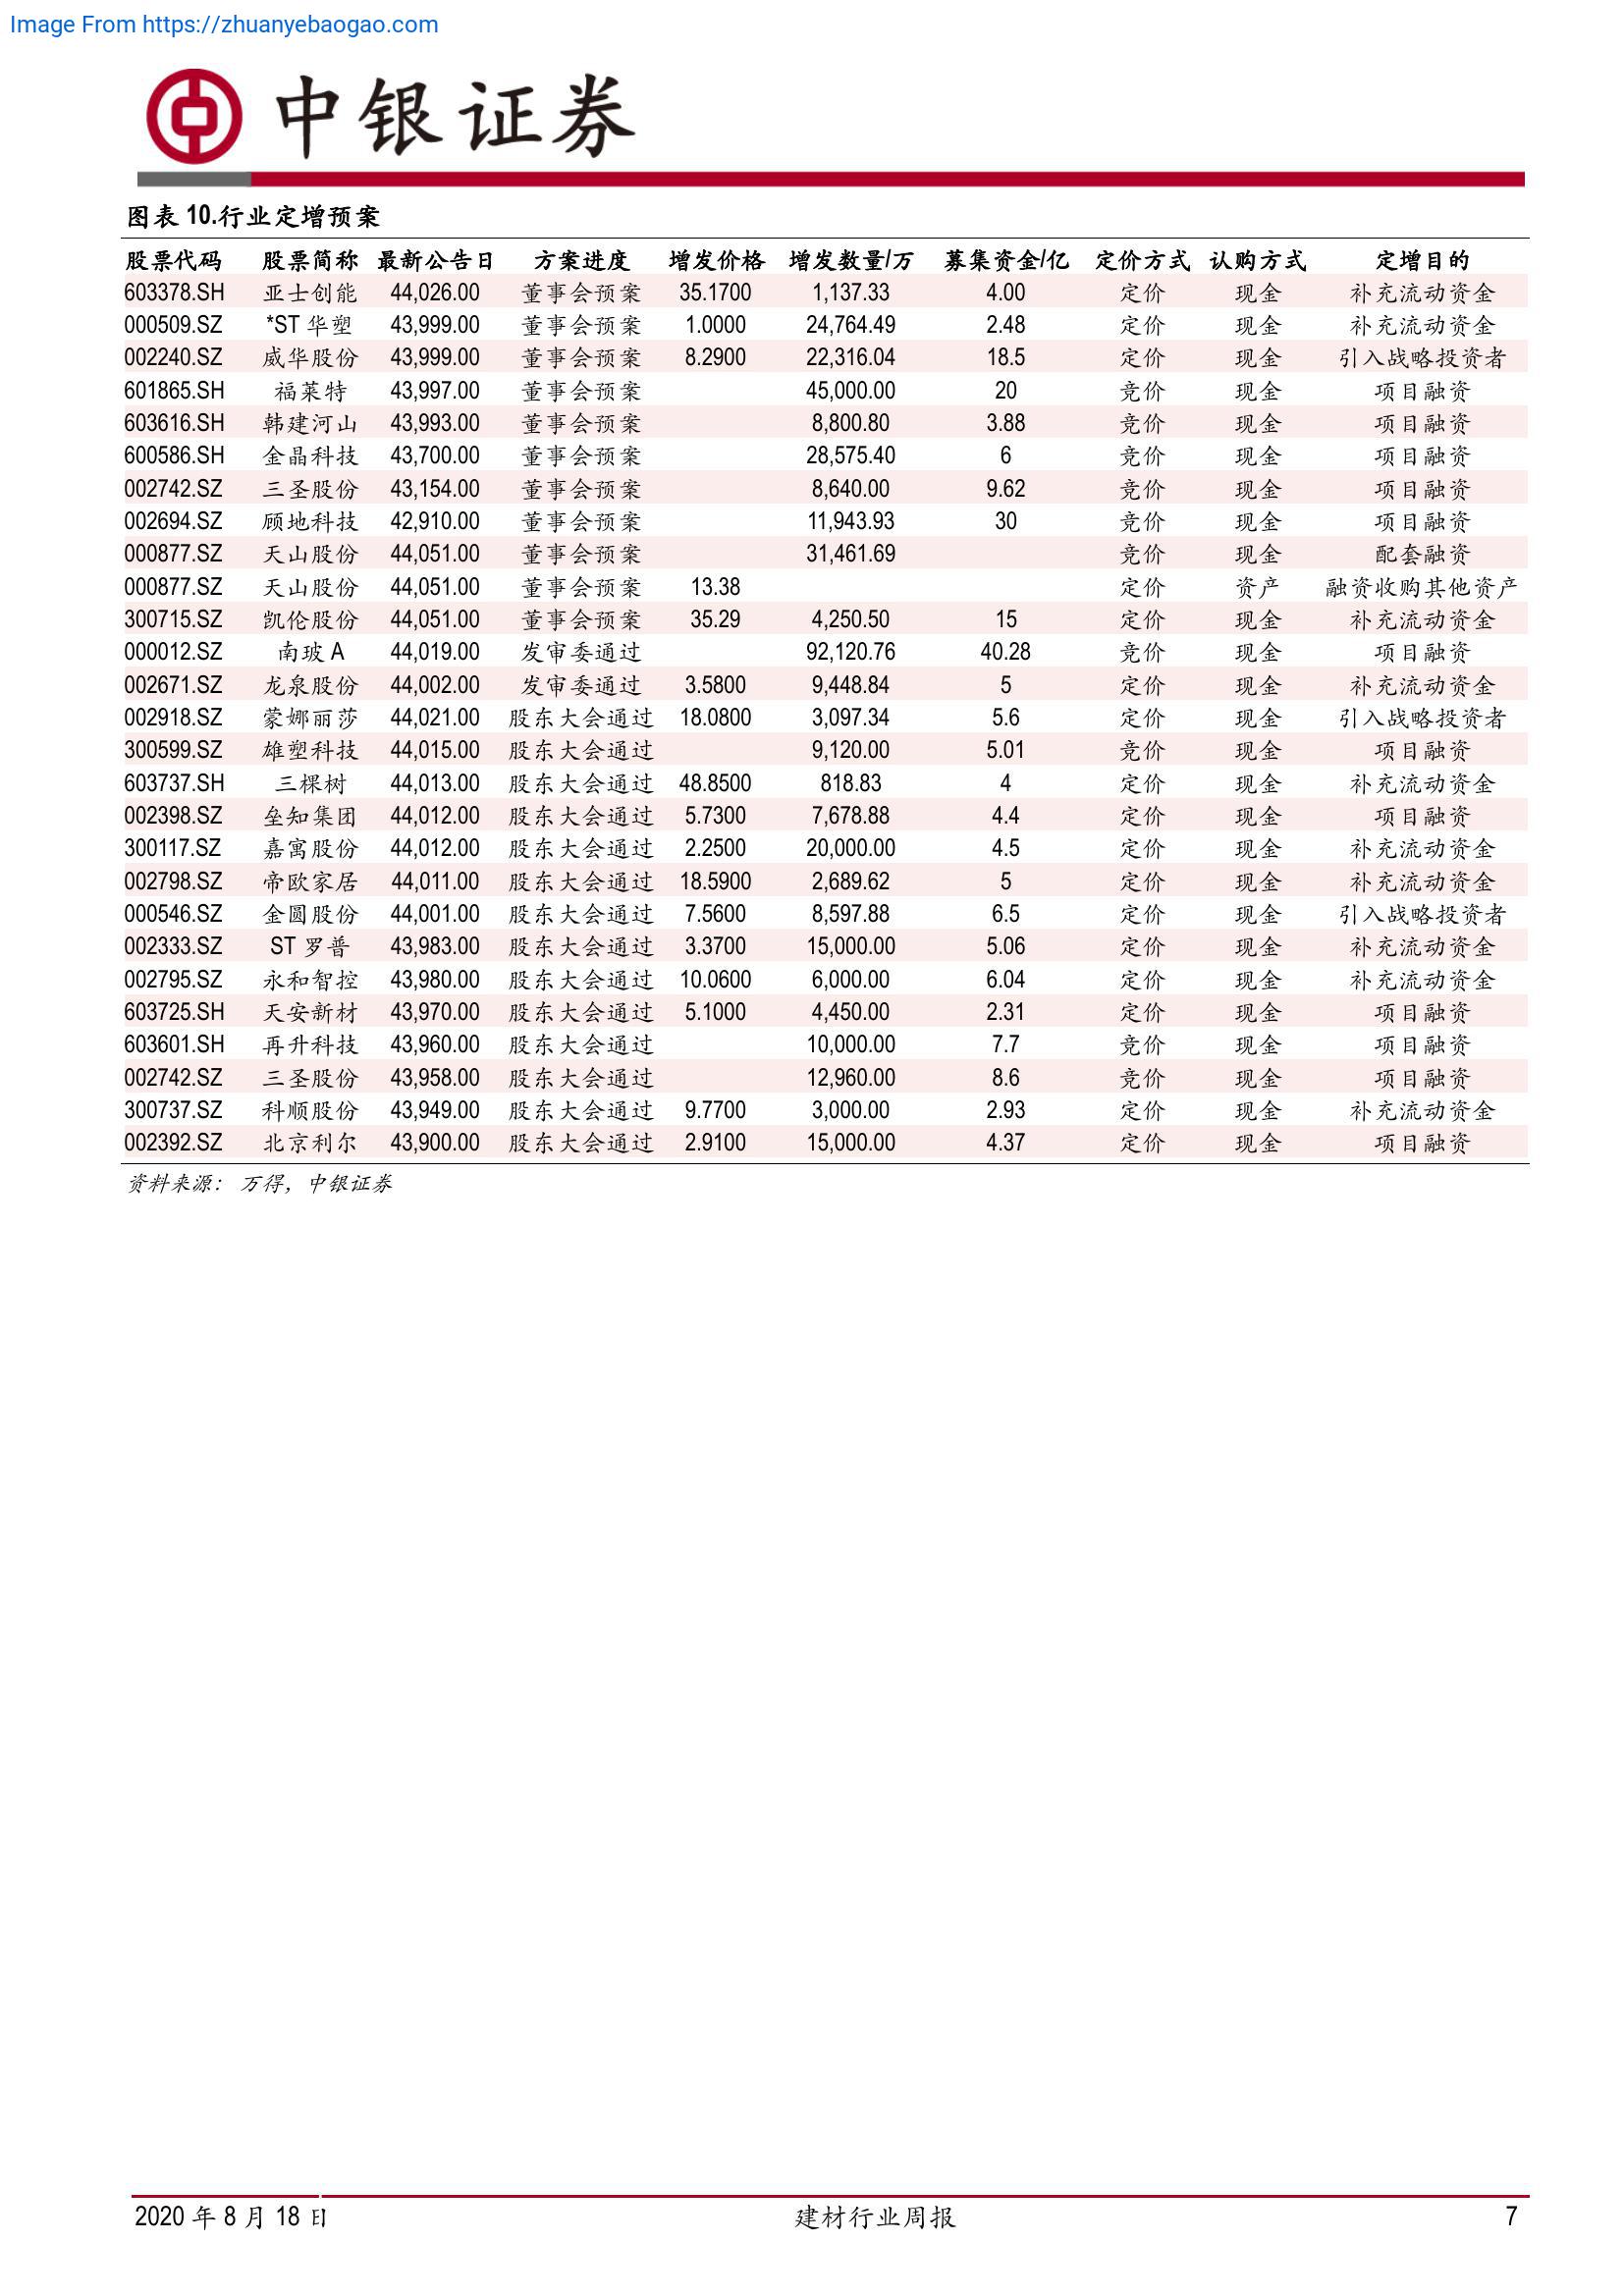 Image From https://zhuanyebaogao.com
中银证券
图表 10.行业定增预案
股票代码 股票简称 最新公告日 方案进度 增发价格 增发数量/万 募集资金/亿 定价方式 认购方式 定增目的
603378.SH 亚士创能 44,026.00 董事会预案 35.1700 1,137.33 4.00 定价 现金 补充流动资金
000509.SZ *ST 华塑 43,999.00 董事会预案 1.0000 24,764.49 2.48 定价 现金 补充流动资金
002240.SZ 威华股份 43,999.00 董事会预案 8.2900 22,316.04 18.5 定价 现金 引入战略投资者
601865.SH 福莱特 43,997.00 董事会预案 45,000.00 20 竞价 现金 项目融资
603616.SH 韩建河山 43,993.00 董事会预案 8,800.80 3.88 竞价 现金 项目融资
600586.SH 金晶科技 43,700.00 董事会预案 28,575.40 6 竞价 现金 项目融资
002742.SZ 三圣股份 43,154.00 董事会预案 8,640.00 9.62 竞价 现金 项目融资
002694.SZ 顾地科技 42,910.00 董事会预案 11,943.93 30 竞价 现金 项目融资
000877.SZ 天山股份 44,051.00 董事会预案 31,461.69 竞价 现金 配套融资
000877.SZ 天山股份 44,051.00 董事会预案 13.38 定价 资产 融资收购其他资产
300715.SZ 凯伦股份 44,051.00 董事会预案 35.29 4,250.50 15 定价 现金 补充流动资金
000012.SZ 南玻 A 44,019.00 发审委通过 92,120.76 40.28 竞价 现金 项目融资
002671.SZ 龙泉股份 44,002.00 发审委通过 3.5800 9,448.84 5 定价 现金 补充流动资金
002918.SZ 蒙娜丽莎 44,021.00 股东大会通过 18.0800 3,097.34 5.6 定价 现金 引入战略投资者
300599.SZ 雄塑科技 44,015.00 股东大会通过 9,120.00 5.01 竞价 现金 项目融资
603737.SH 三棵树 44,013.00 股东大会通过 48.8500 818.83 4 定价 现金 补充流动资金
002398.SZ 垒知集团 44,012.00 股东大会通过 5.7300 7,678.88 4.4 定价 现金 项目融资
300117.SZ 嘉寓股份 44,012.00 股东大会通过 2.2500 20,000.00 4.5 定价 现金 补充流动资金
002798.SZ 帝欧家居 44,011.00 股东大会通过 18.5900 2,689.62 5 定价 现金 补充流动资金
000546.SZ 金圆股份 44,001.00 股东大会通过 7.5600 8,597.88 6.5 定价 现金 引入战略投资者
002333.SZ ST 罗普 43,983.00 股东大会通过 3.3700 15,000.00 5.06 定价 现金 补充流动资金
002795.SZ 永和智控 43,980.00 股东大会通过 10.0600 6,000.00 6.04 定价 现金 补充流动资金
603725.SH 天安新材 43,970.00 股东大会通过 5.1000 4,450.00 2.31 定价 现金 项目融资
603601.SH 再升科技 43,960.00 股东大会通过 10,000.00 7.7 竞价 现金 项目融资
002742.SZ 三圣股份 43,958.00 股东大会通过 12,960.00 8.6 竞价 现金 项目融资
300737.SZ 科顺股份 43,949.00 股东大会通过 9.7700 3,000.00 2.93 定价 现金 补充流动资金
002392.SZ 北京利尔 43,900.00 股东大会通过 2.9100 15,000.00 4.37 定价 现金 项目融资
资料来源： 万得，中银证券
2020 年 8 月 18 日 建材行业周报 7